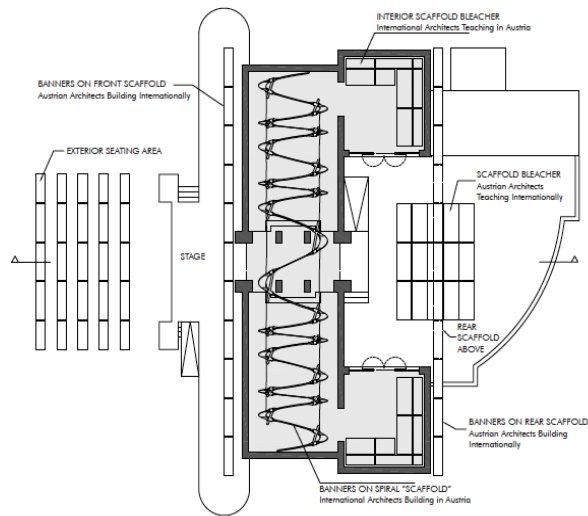 INTERIOR SCAFFOLD BLEACHER
International Architects Teaching in Austria
BANNERS ON FRONT SCAFFOLD
Austrian Architects Building Internationally
EXTERIOR SEATING AREA
SCAFFOLD BLEACHER
Austrian Architects
Teaching Internationally
STAGE
REAR
SCAFFOLD
ABOVE
BANNERS ON REAR SCAFFOLD
Austrian Architects Building
Internationally
BANNERS ON SPIRAL "SCAFFOLD"
International Architects Building in Austria